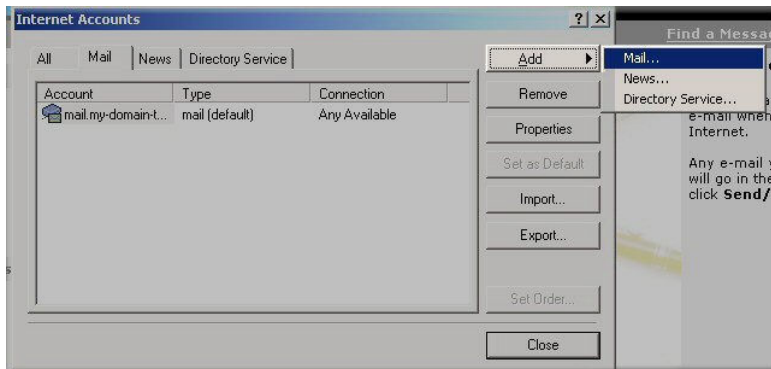 Internet Accounts
Find a Messa
All Mail News Directory Service
Add
Mail...
News...
Directory Service...
Account Type Connection
mail.my-domain-t... mail (default) Any Available
Remove
Properties
Set as Default
Import...
Export...
Set Order...
Close
e-mail when
Internet.
Any e-mail
will go in the
click Send/